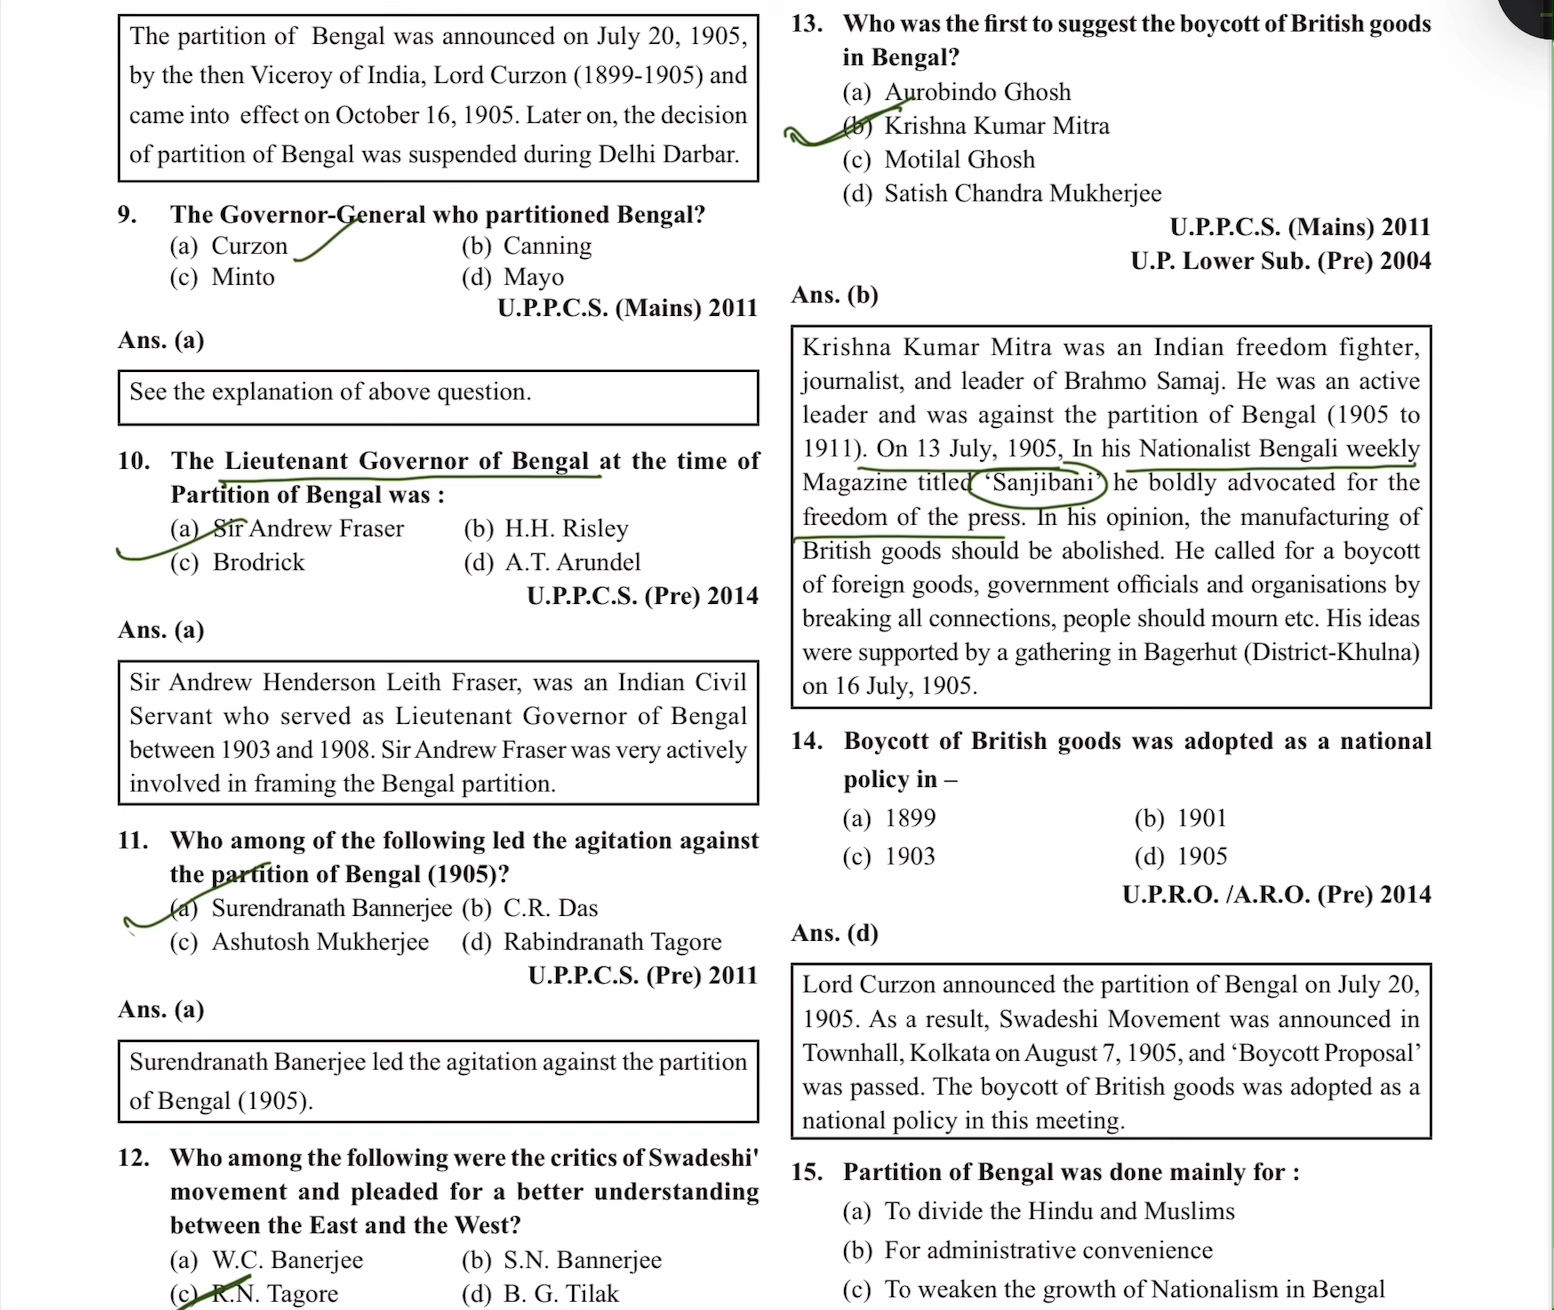 The partition of Bengal was announced on July 20, 1905,
by the then Viceroy of India, Lord Curzon (1899-1905) and
came into effect on October 16, 1905. Later on, the decision
of partition of Bengal was suspended during Delhi Darbar.
9. The Governor-General who partitioned Bengal?
(a) Curzon (b) Canning
(c) Minto (d) Mayo
U.P.P.C.S. (Mains) 2011
Ans. (a)
See the explanation of above question.
10. The Lieutenant Governor of Bengal at the time of
Partition of Bengal was :
(a) Sir Andrew Fraser (b) H.H. Risley
(c) Brodrick (d) A.T. Arundel
U.P.P.C.S. (Pre) 2014
Ans. (a)
Sir Andrew Henderson Leith Fraser, was an Indian Civil
Servant who served as Lieutenant Governor of Bengal
between 1903 and 1908. Sir Andrew Fraser was very actively
involved in framing the Bengal partition.
11. Who among of the following led the agitation against
the partition of Bengal (1905)?
(a) Surendranath Bannerjee (b) C.R. Das
(c) Ashutosh Mukherjee (d) Rabindranath Tagore
U.P.P.C.S. (Pre) 2011
Ans. (a)
Surendranath Banerjee led the agitation against the partition
of Bengal (1905).
12. Who among the following were the critics of Swadeshi'
movement and pleaded for a better understanding
between the East and the West?
(a) W.C. Banerjee (b) S.N. Bannerjee
(c) R.N. Tagore (d) B. G. Tilak
13. Who was the first to suggest the boycott of British goods
in Bengal?
(a) Aurobindo Ghosh
(b) Krishna Kumar Mitra
(c) Motilal Ghosh
(d) Satish Chandra Mukherjee
U.P.P.C.S. (Mains) 2011
U.P. Lower Sub. (Pre) 2004
Ans. (b)
Krishna Kumar Mitra was an Indian freedom fighter,
journalist, and leader of Brahmo Samaj. He was an active
leader and was against the partition of Bengal (1905 to
1911). On 13 July, 1905, In his Nationalist Bengali weekly
Magazine titled ‘Sanjibani’ he boldly advocated for the
freedom of the press. In his opinion, the manufacturing of
British goods should be abolished. He called for a boycott
of foreign goods, government officials and organisations by
breaking all connections, people should mourn etc. His ideas
were supported by a gathering in Bagerhut (District-Khulna)
on 16 July, 1905.
14. Boycott of British goods was adopted as a national
policy in –
(a) 1899 (b) 1901
(c) 1903 (d) 1905
U.P.R.O. /A.R.O. (Pre) 2014
Ans. (d)
Lord Curzon announced the partition of Bengal on July 20,
1905. As a result, Swadeshi Movement was announced in
Townhall, Kolkata on August 7, 1905, and ‘Boycott Proposal’
was passed. The boycott of British goods was adopted as a
national policy in this meeting.
15. Partition of Bengal was done mainly for :
(a) To divide the Hindu and Muslims
(b) For administrative convenience
(c) To weaken the growth of Nationalism in Bengal